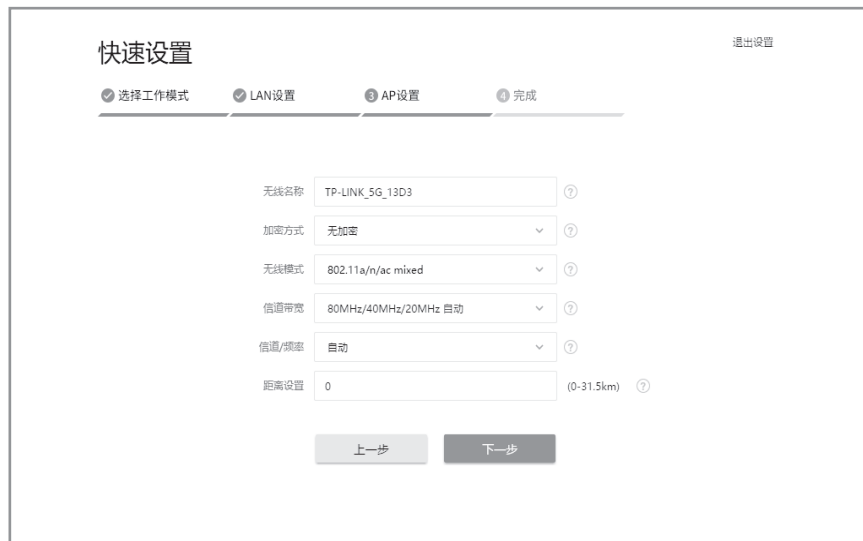 快速设置
退出设置
选择工作模式 LAN设置 3 AP设置 4 完成
无线名称 TP-LINK_5G_13D3 ?
加密方式 无加密 ?
无线模式 802.11a/n/ac mixed ?
信道带宽 80MHz/40MHz/20MHz 自动 ?
信道/频率 自动 ?
距离设置 0 (0-31.5km) ?
上一步 下一步